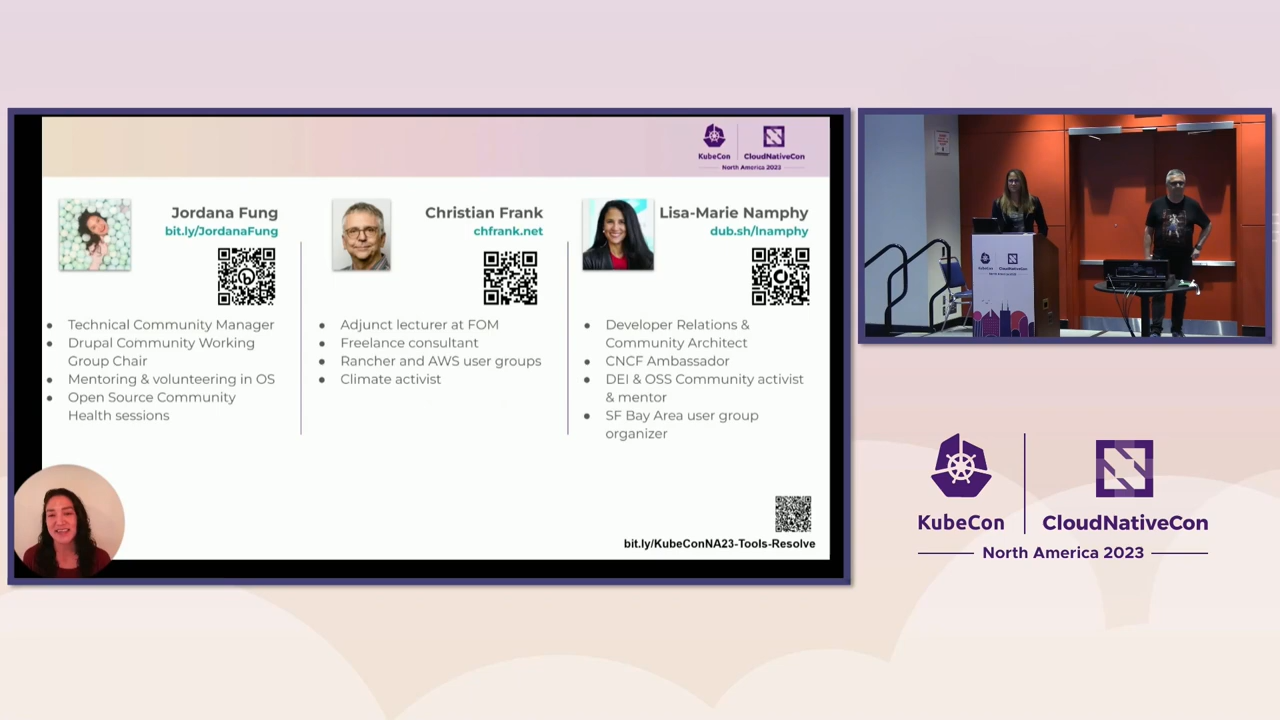 KubeCon
CloudNativeCon
North America 2023
Jordana Fung
bit.ly/JordanaFung
Technical Community Manager
Drupal Community Working
Group Chair
Mentoring & volunteering in OS
Open Source Community
Health sessions
Christian Frank
chfrank.net
Adjunct lecturer at FOM
Freelance consultant
Rancher and AWS user groups
Climate activist
Lisa-Marie Namphy
dub.sh/lnamphy
Developer Relations &
Community Architect
CNCF Ambassador
DEI & OSS Community activist
& mentor
SF Bay Area user group
organizer
bit.ly/KubeConNA23-Tools-Resolve
KubeCon
CloudNativeCon
North America 2023